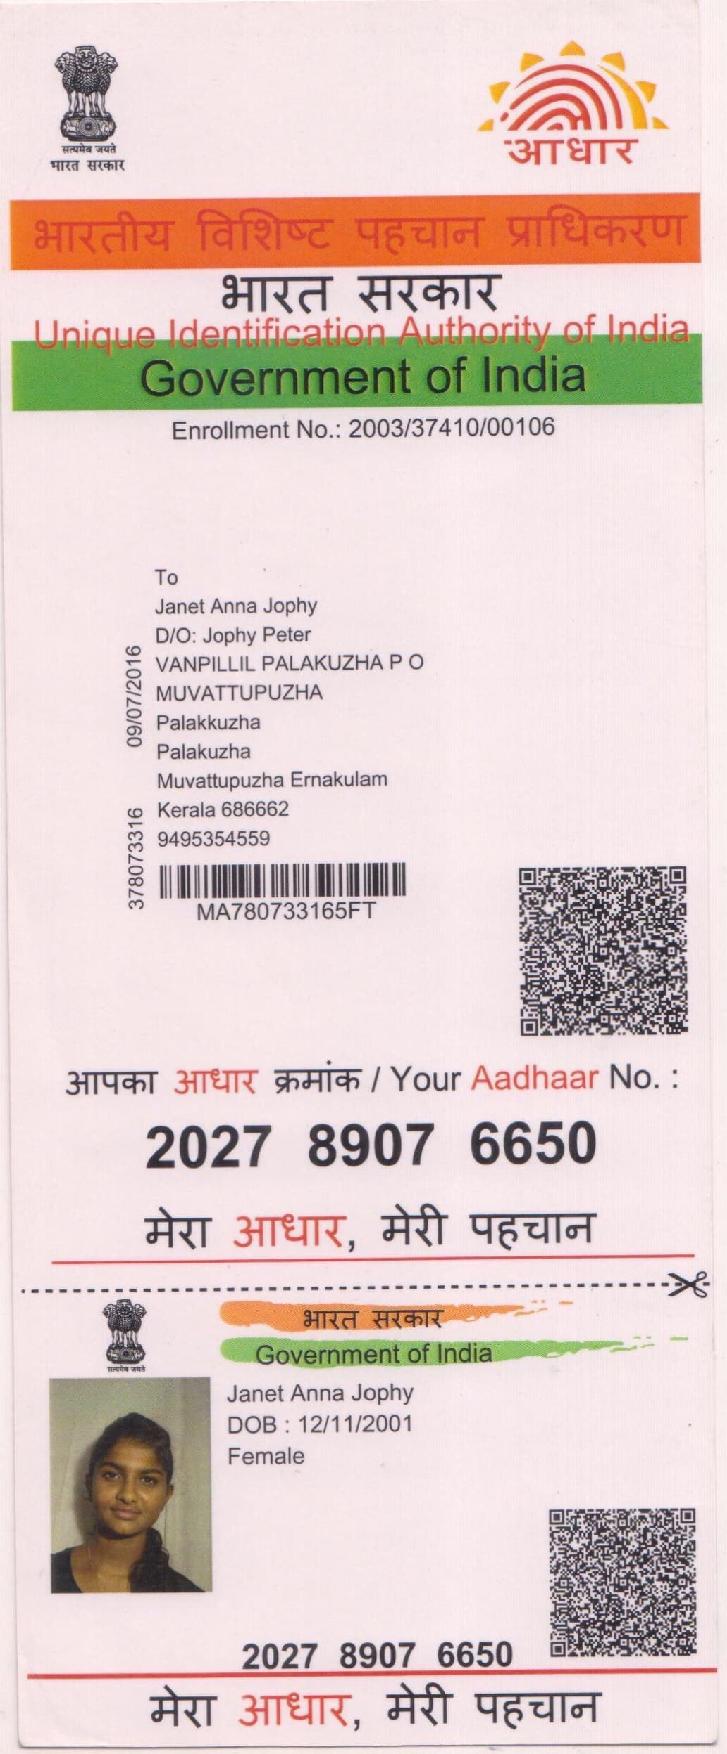 सत्यमेव जयते
भारत सरकार
आधार
भारतीय विशिष्ट पहचान प्राधिकरण
भारत सरकार
Unique Identification Authority of India
Government of India
Enrollment No.: 2003/37410/00106
To
Janet Anna Jophy
D/O: Jophy Peter
VANPILLIL PALAKUZHA P O
MUVATTUPUZHA
Palakkuzha
Palakuzha
Muvattupuzha Ernakulam
Kerala 686662
9495354559
09/07/2016
378073316
MA780733165FT
आपका आधार क्रमांक / Your Aadhaar No. :
2027 8907 6650
मेरा आधार, मेरी पहचान
सत्यमेव जयते
भारत सरकार
Government of India
Janet Anna Jophy
DOB : 12/11/2001
Female
2027 8907 6650
मेरा आधार, मेरी पहचान